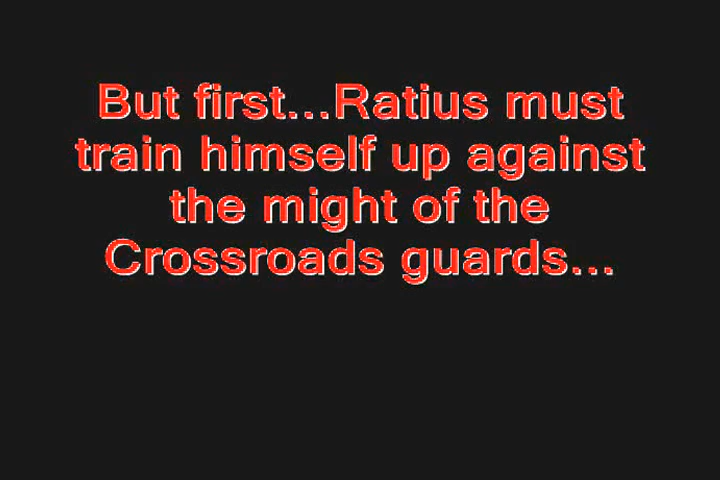 But first...Ratius must
train himself up against
the might of the
Crossroads guards...